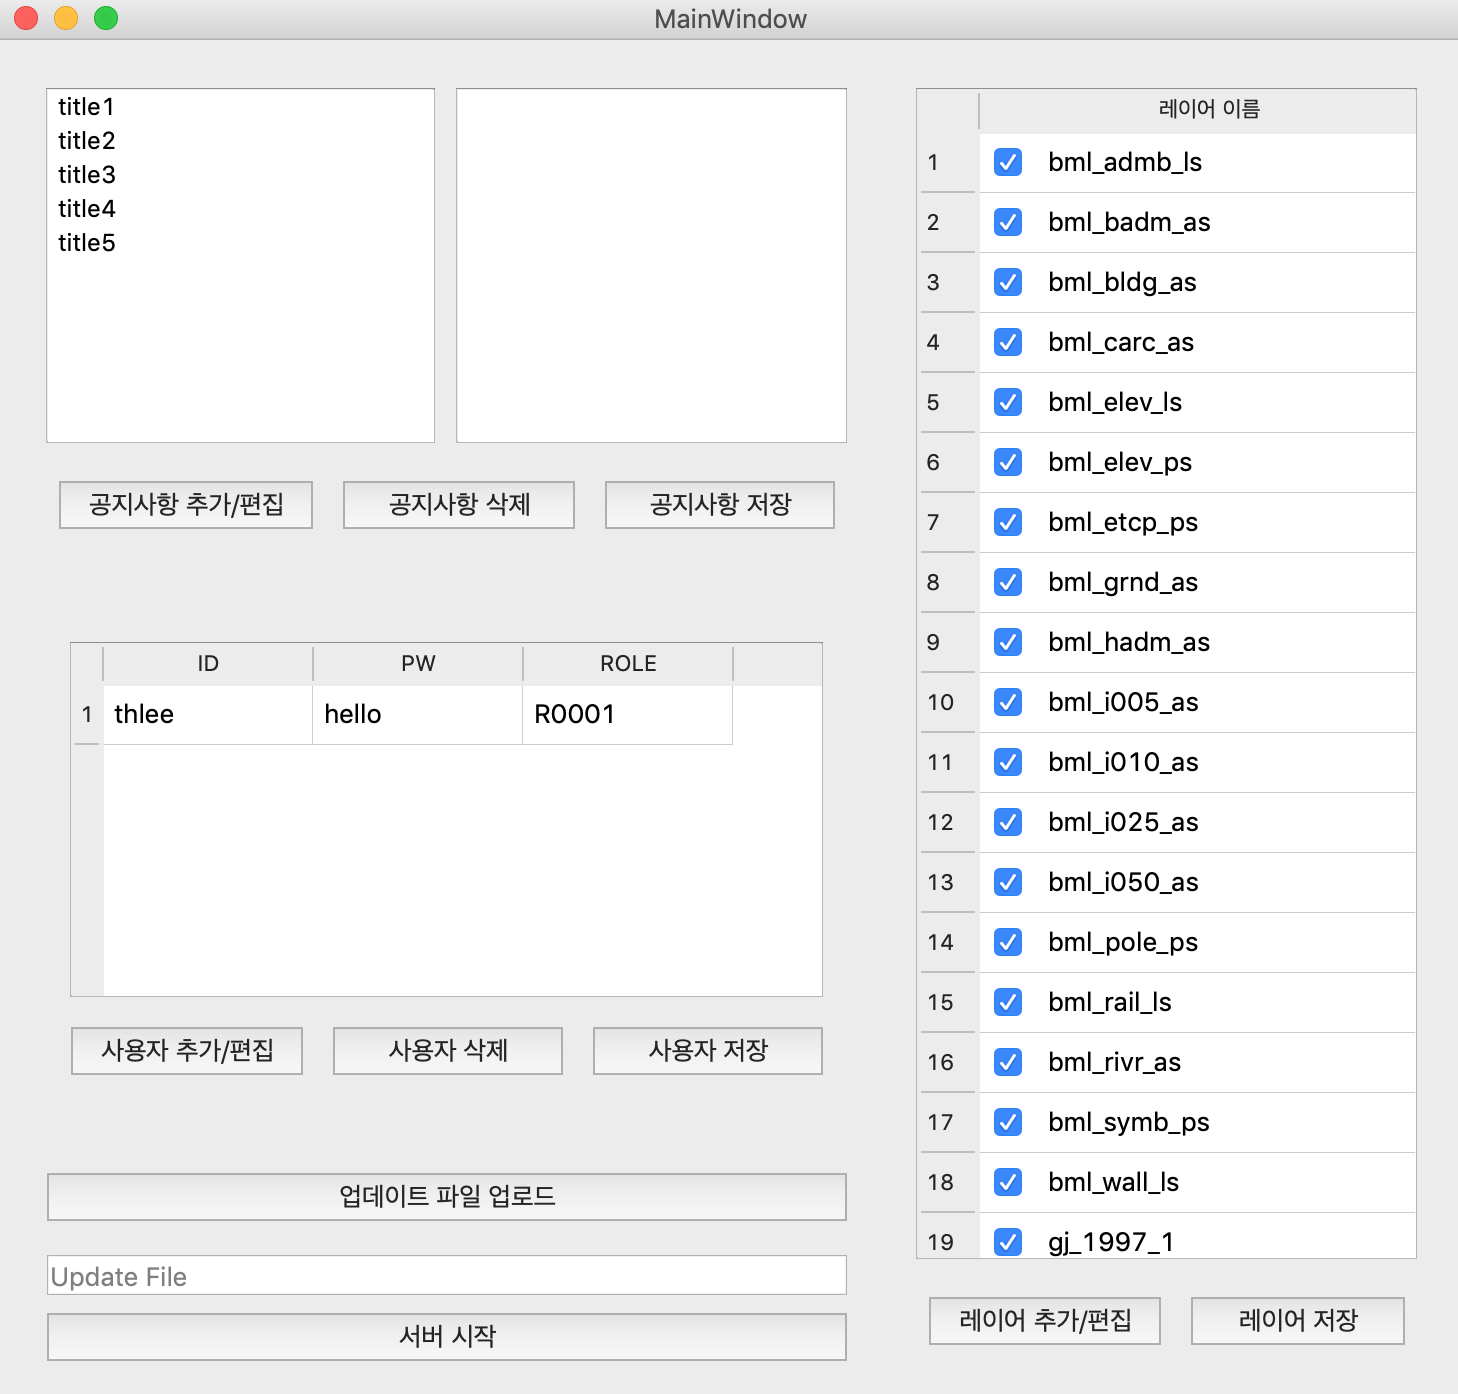 MainWindow
title1
title2
title3
title4
title5
공지사항 추가/편집
공지사항 삭제
공지사항 저장
ID PW ROLE
1 thlee hello R0001
사용자 추가/편집
사용자 삭제
사용자 저장
업데이트 파일 업로드
Update File
서버 시작
레이어 이름
1 bml_admb_ls
2 bml_badm_as
3 bml_bldg_as
4 bml_carc_as
5 bml_elev_ls
6 bml_elev_ps
7 bml_etcp_ps
8 bml_grnd_as
9 bml_hadm_as
10 bml_i005_as
11 bml_i010_as
12 bml_i025_as
13 bml_i050_as
14 bml_pole_ps
15 bml_rail_ls
16 bml_rivr_as
17 bml_symb_ps
18 bml_wall_ls
19 gj_1997_1
레이어 추가/편집
레이어 저장